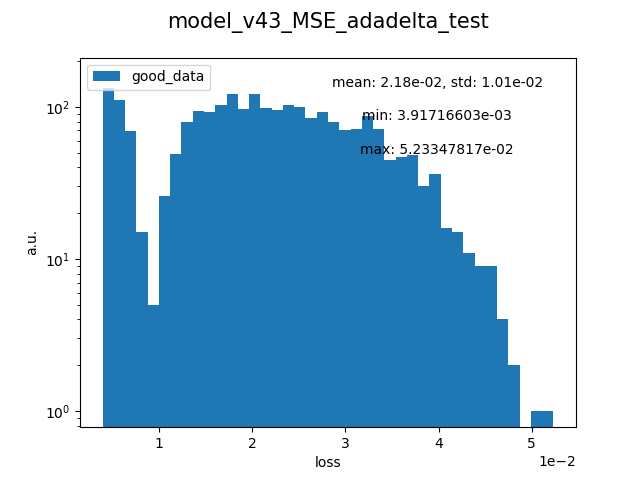 model_v43_MSE_adadelta_test
good_data
mean: 2.18e-02, std: 1.01e-02
min: 3.91716603e-03
max: 5.23347817e-02
a.u.
10²
10¹
10⁰
1 2 3 4 5
1e−2
loss